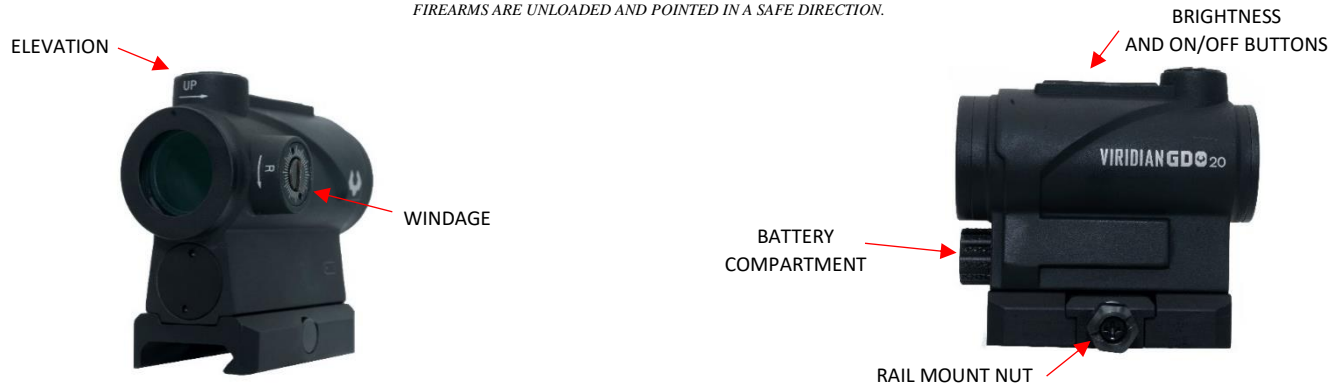 FIREARMS ARE UNLOADED AND POINTED IN A SAFE DIRECTION.
ELEVATION
UP
R
WINDAGE
BRIGHTNESS
AND ON/OFF BUTTONS
VIRIDIAN GDO 20
BATTERY
COMPARTMENT
RAIL MOUNT NUT